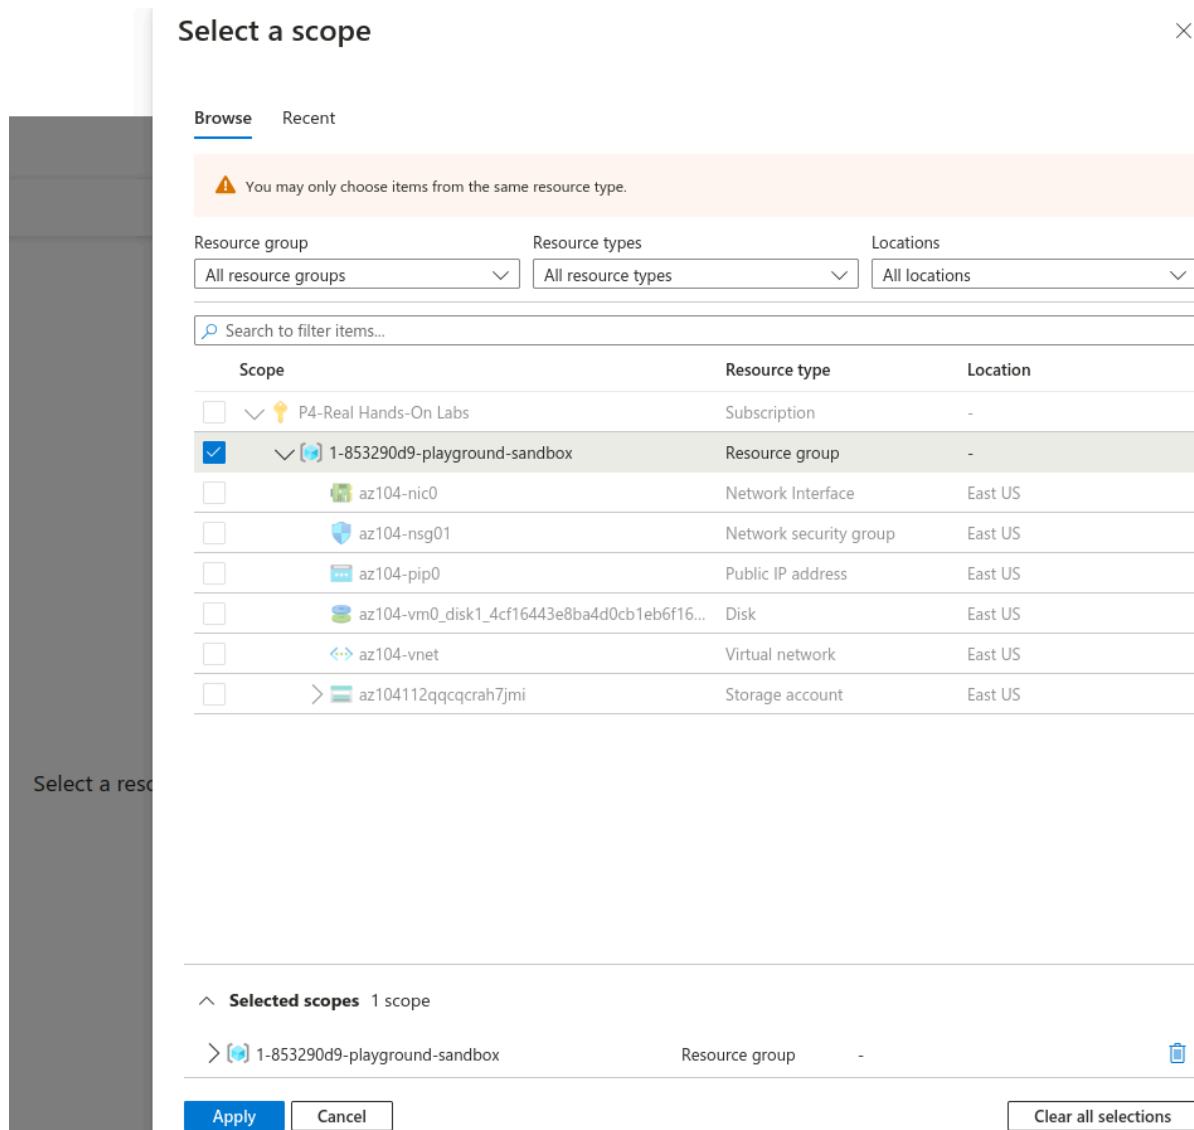 Select a scope
Browse Recent
You may only choose items from the same resource type.
Resource group Resource types Locations
All resource groups All resource types All locations
Search to filter items...
Scope Resource type Location
P4-Real Hands-On Labs Subscription -
1-853290d9-playground-sandbox Resource group -
az104-nic0 Network Interface East US
az104-nsg01 Network security group East US
az104-pip0 Public IP address East US
az104-vm0_disk1_4cf16443e8ba4d0cb1eb6f16... Disk East US
az104-vnet Virtual network East US
az104112qqcqcrah7jmi Storage account East US
Select a reso
Selected scopes 1 scope
1-853290d9-playground-sandbox Resource group -
Apply Cancel Clear all selections